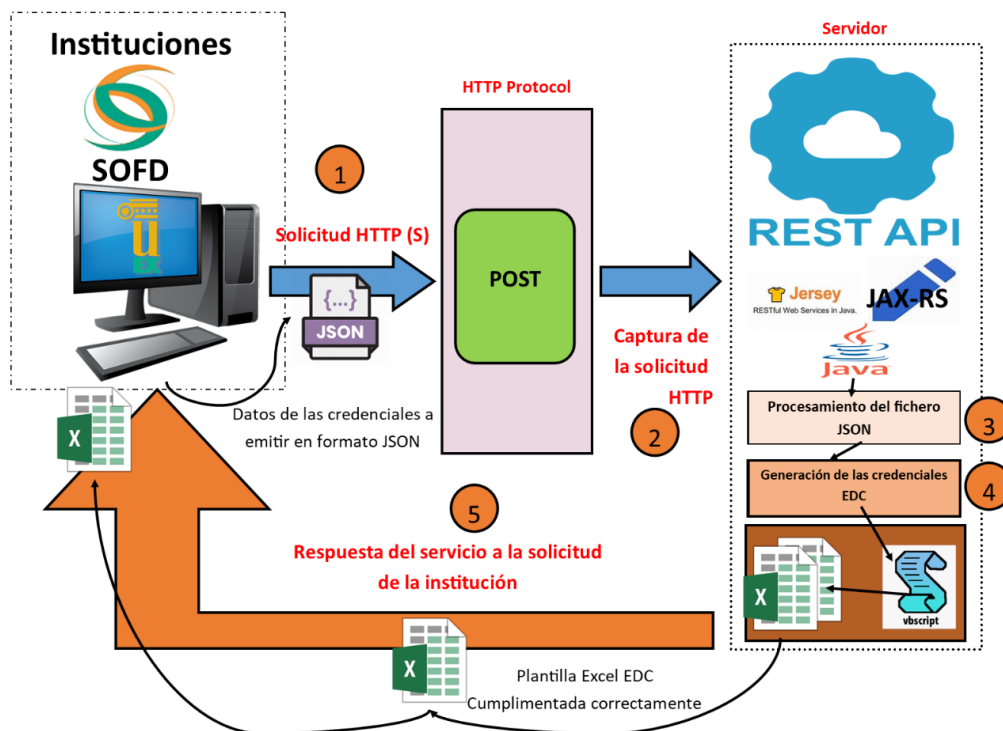 Instituciones
SOFD
u
ex
1
Solicitud HTTP (S)
{...}
JSON
Datos de las credenciales a
emitir en formato JSON
HTTP Protocol
POST
Captura de
la solicitud
HTTP
2
Servidor
REST API
Jersey
RESTful Web Services in Java.
JAX-RS
Java
Procesamiento del fichero
JSON
3
Generación de las credenciales
EDC
4
X
vbscript
5
Respuesta del servicio a la solicitud
de la institución
X
X
Plantilla Excel EDC
Cumplimentada correctamente